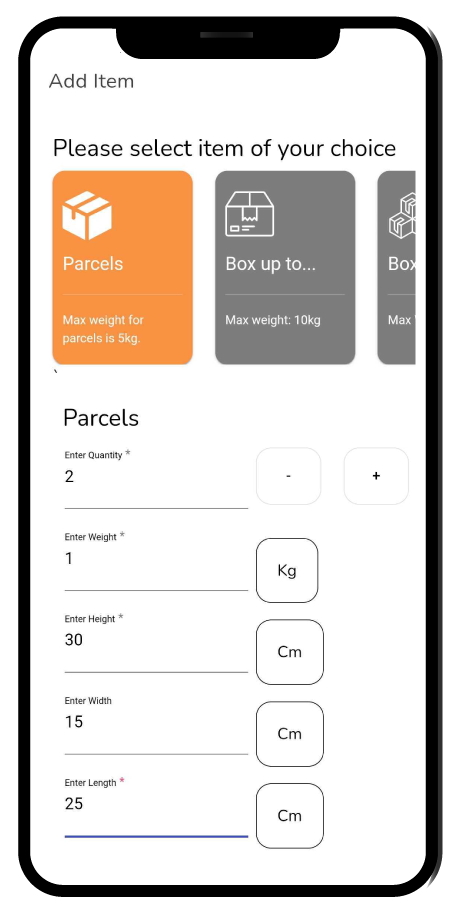 Add Item
Please select item of your choice
Parcels
Max weight for
parcels is 5kg.
Box up to...
Max weight: 10kg
Box
Max
`
Parcels
Enter Quantity *
2
-
+
Enter Weight *
1
Kg
Enter Height *
30
Cm
Enter Width
15
Cm
Enter Length *
25
Cm